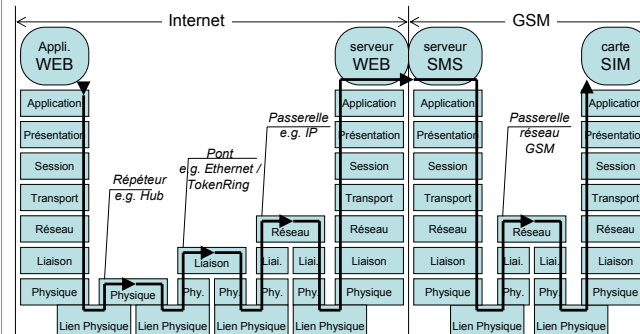 Internet
GSM
Appli.
WEB
serveur
WEB
serveur
SMS
carte
SIM
Application
Présentation
Session
Transport
Réseau
Liaison
Physique
Répéteur
e.g. Hub
Physique
Pont
e.g. Ethernet /
TokenRing
Liaison
Phy.
Phy.
Passerelle
e.g. IP
Réseau
Liai.
Liai.
Phy.
Phy.
Application
Présentation
Session
Transport
Réseau
Liaison
Physique
Application
Présentation
Session
Transport
Réseau
Liaison
Physique
Passerelle
réseau
GSM
Réseau
Liai.
Liai.
Phy.
Phy.
Application
Présentation
Session
Transport
Réseau
Liaison
Physique
Lien Physique
Lien Physique
Lien Physique
Lien Physique
Lien Physique
Lien Physique